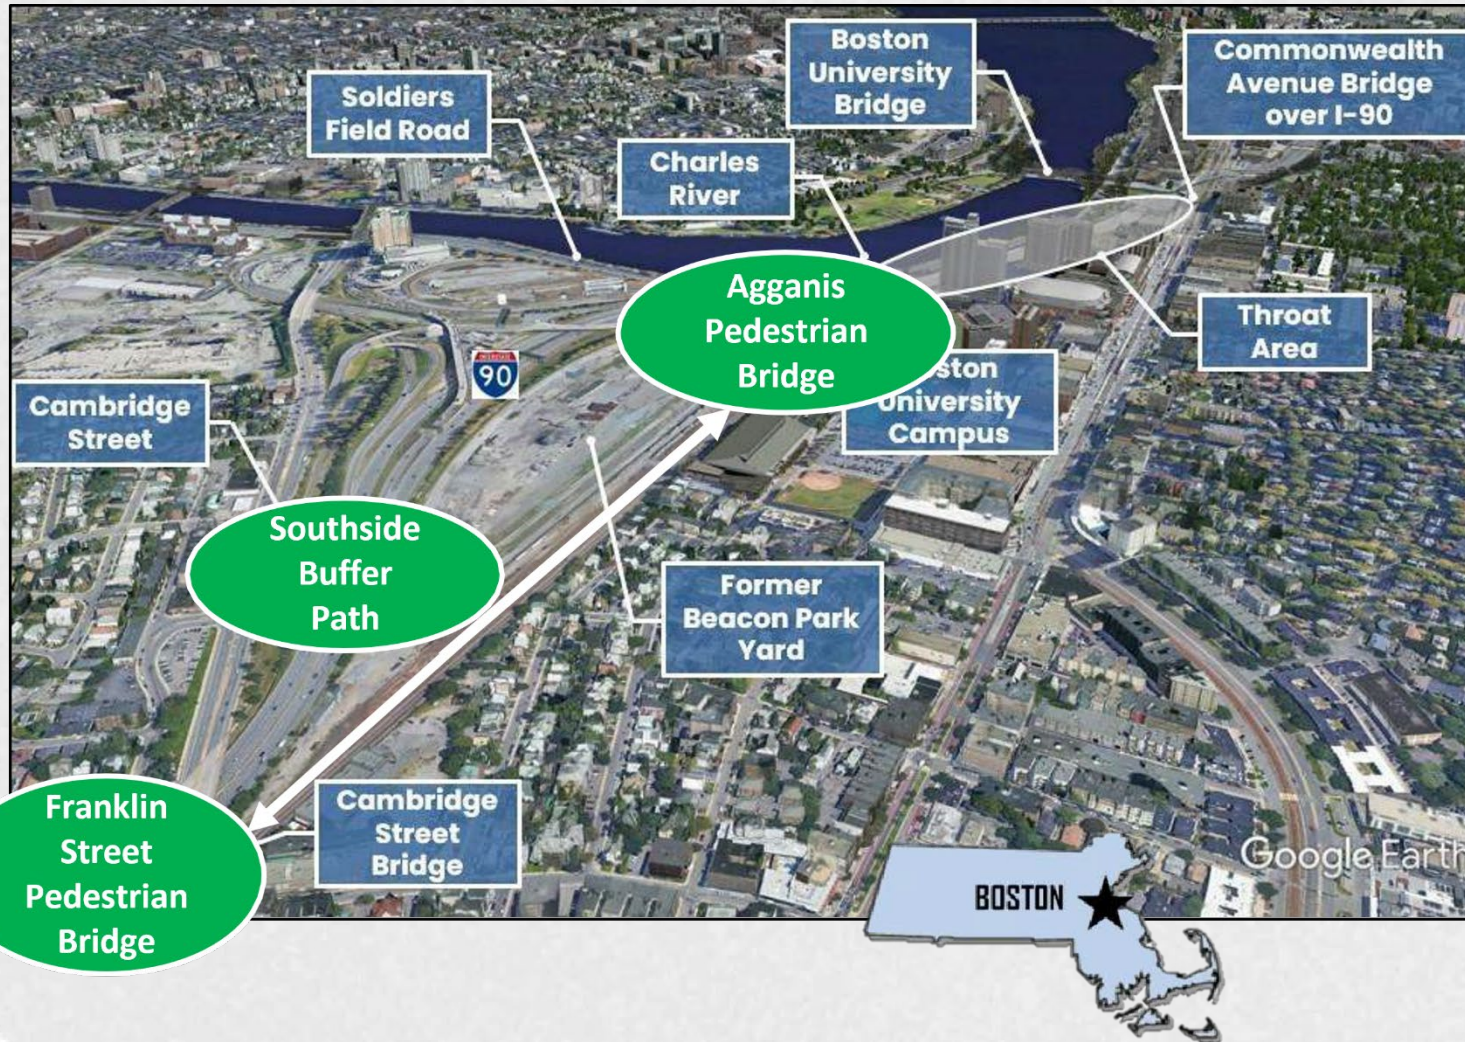 Boston
University
Bridge
Commonwealth
Avenue Bridge
over I-90
Soldiers
Field Road
Charles
River
Agganis
Pedestrian
Bridge
Throat
Area
INTERSTATE
90
University
Campus
Cambridge
Street
Southside
Buffer
Path
Former
Beacon Park
Yard
Franklin
Street
Pedestrian
Bridge
Cambridge
Street
Bridge
Google Earth
BOSTON